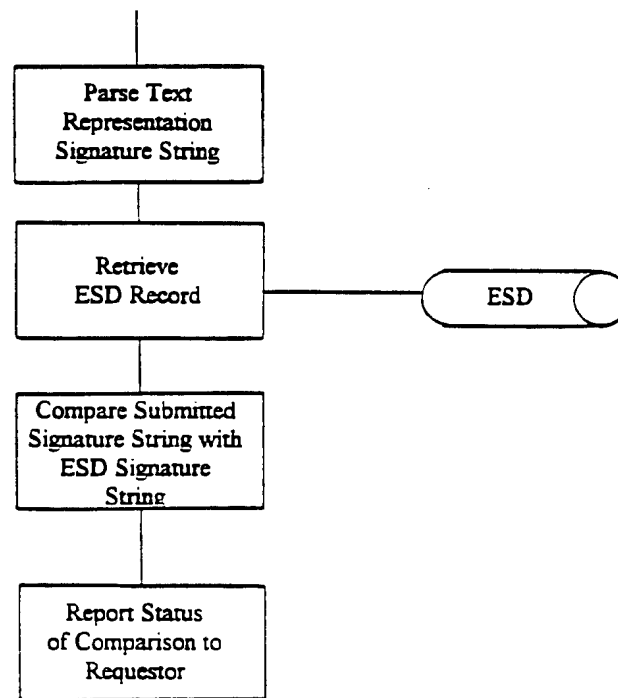 Parse Text
Representation
Signature String
Retrieve
ESD Record
ESD
Compare Submitted
Signature String with
ESD Signature
String
Report Status
of Comparison to
Requestor